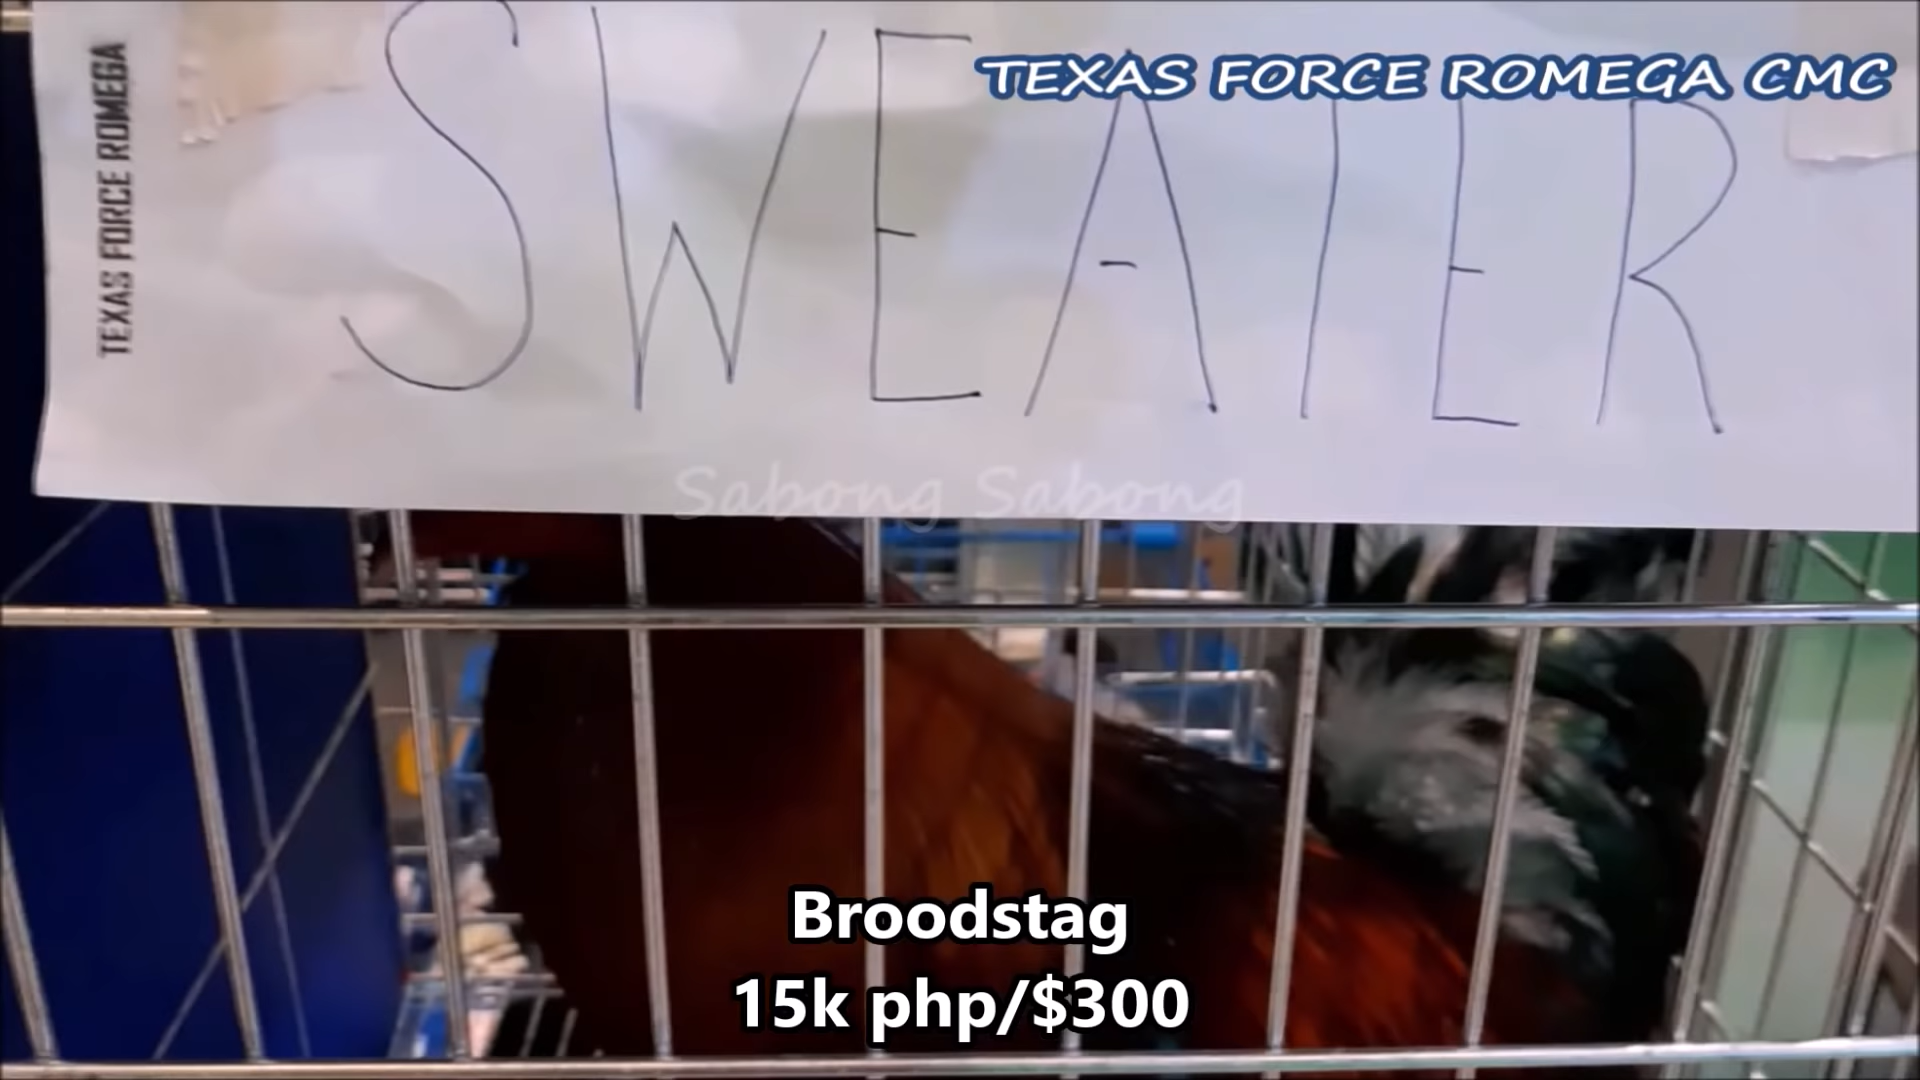 TEXAS FORCE ROMEGA
SWEATER
TEXAS FORCE ROMEGA CMC
Sabong Sabong
Broodstag
15k php/$300